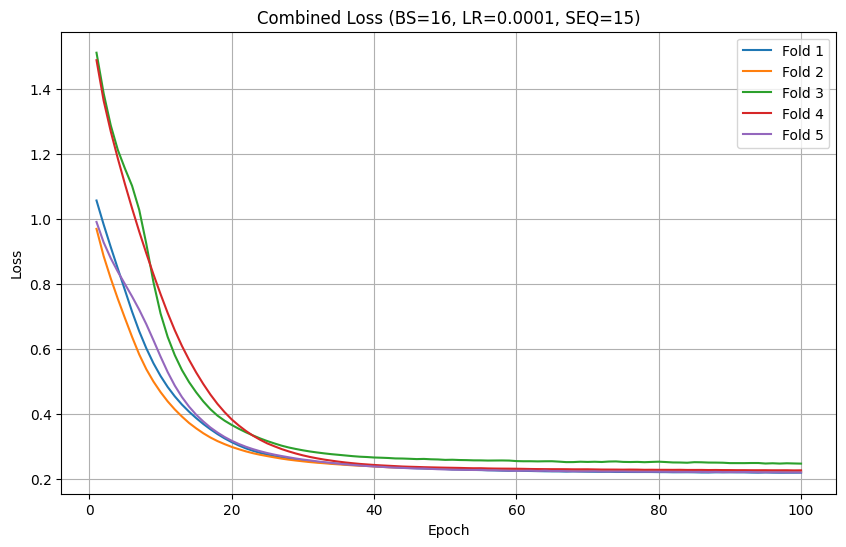 Combined Loss (BS=16, LR=0.0001, SEQ=15)
Fold 1
Fold 2
Fold 3
Fold 4
Fold 5
Loss
1.4
1.2
1.0
0.8
0.6
0.4
0.2
0 20 40 60 80 100
Epoch